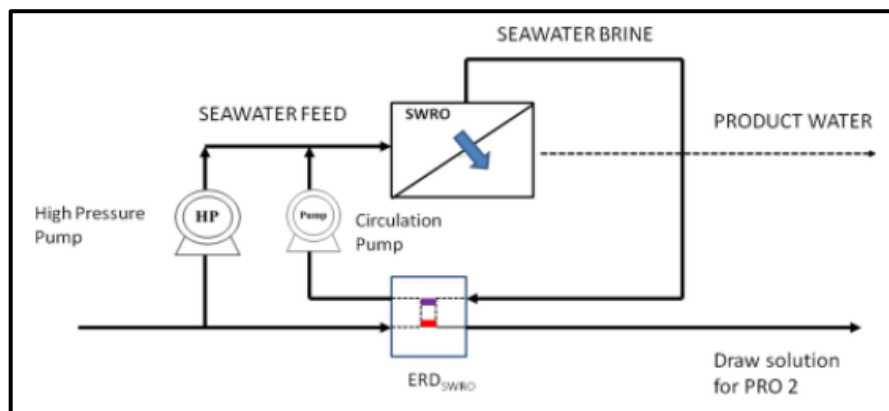 SEAWATER BRINE
SEAWATER FEED
SWRO
PRODUCT WATER
High Pressure
Pump
HP
Pump
Circulation
Pump
ERD_SWRO
Draw solution
for PRO 2